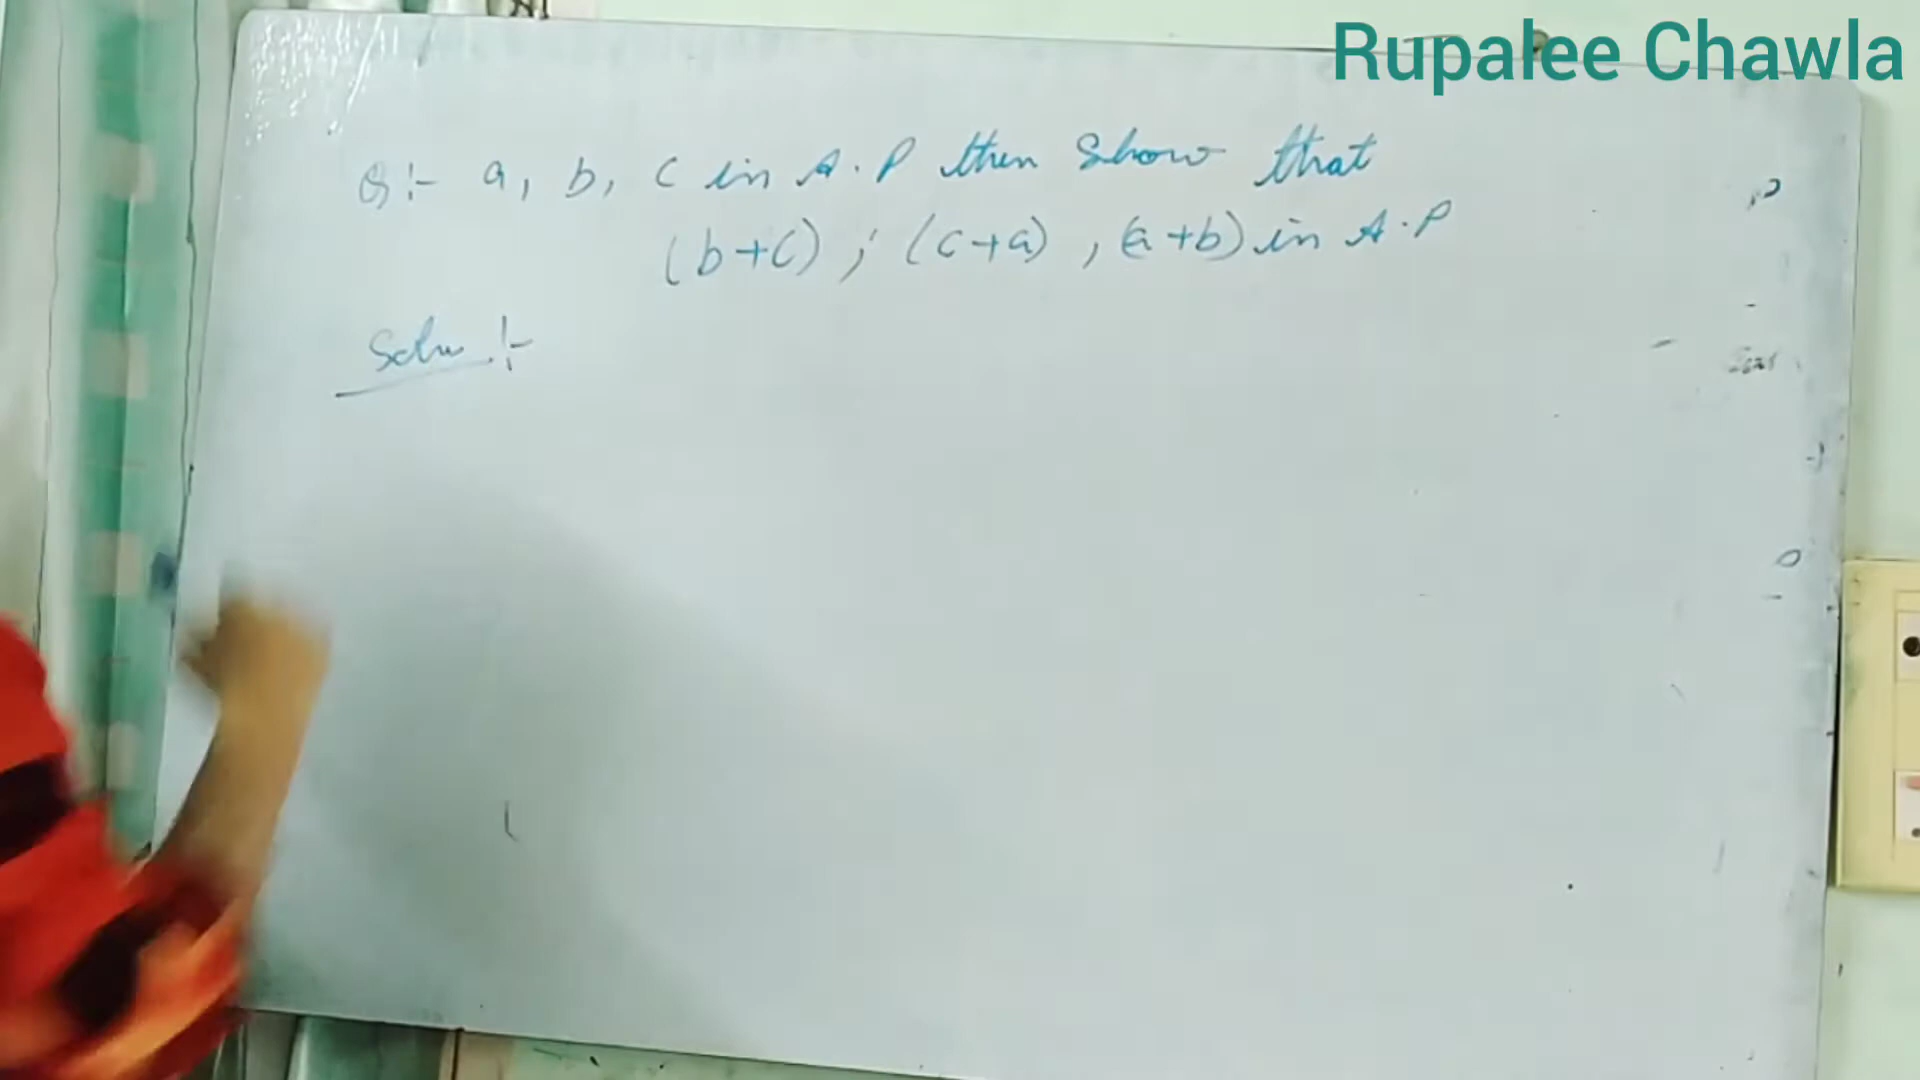 Rupalee Chawla
Q:- a, b, c in A.P then show that
(b+c), (c+a), (a+b) in A.P
Soln :-